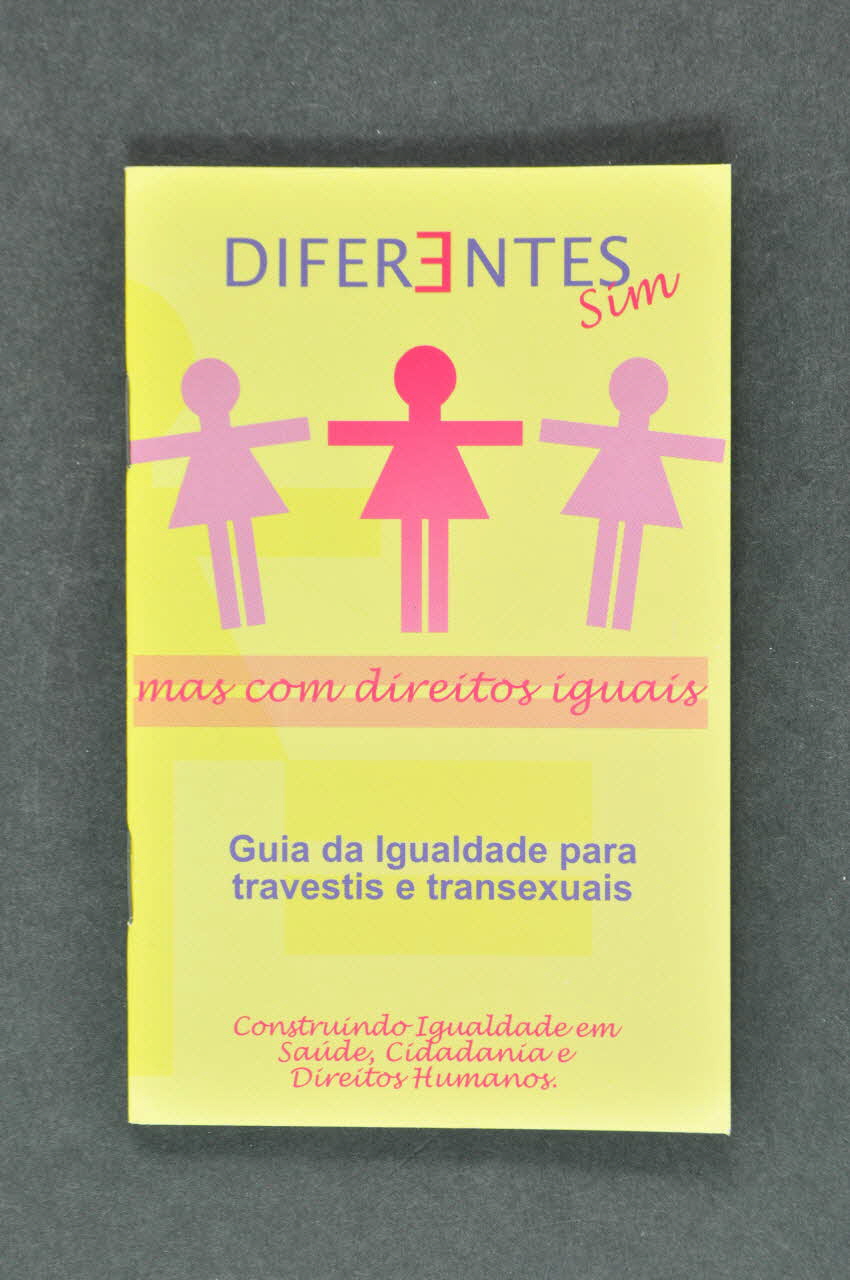 DIFERƎNTES
sim
mas com direitos iguais
Guia da Igualdade para
travestis e transexuais
Construindo Igualdade em
Saúde, Cidadania e
Direitos Humanos.